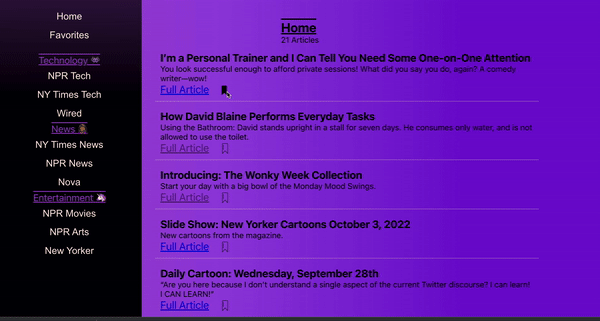 Home
Favorites
Technology
NPR Tech
NY Times Tech
Wired
News
NY Times News
NPR News
Nova
Entertainment
NPR Movies
NPR Arts
New Yorker
Home
21 Articles
I'm a Personal Trainer and I Can Tell You Need Some One-on-One Attention
You look successful enough to afford private sessions! What did you say you do, again? A comedy
writer—wow!
Full Article
How David Blaine Performs Everyday Tasks
Using the Bathroom: David stands upright in a stall for seven days. He consumes only water, and is not
allowed to use the toilet.
Full Article
Introducing: The Wonky Week Collection
Start your day with a big bowl of the Monday Mood Swings.
Full Article
Slide Show: New Yorker Cartoons October 3, 2022
New cartoons from the magazine.
Full Article
Daily Cartoon: Wednesday, September 28th
"Are you here because I don't understand a single aspect of the current Twitter discourse? I can learn!
I CAN LEARN!"
Full Article